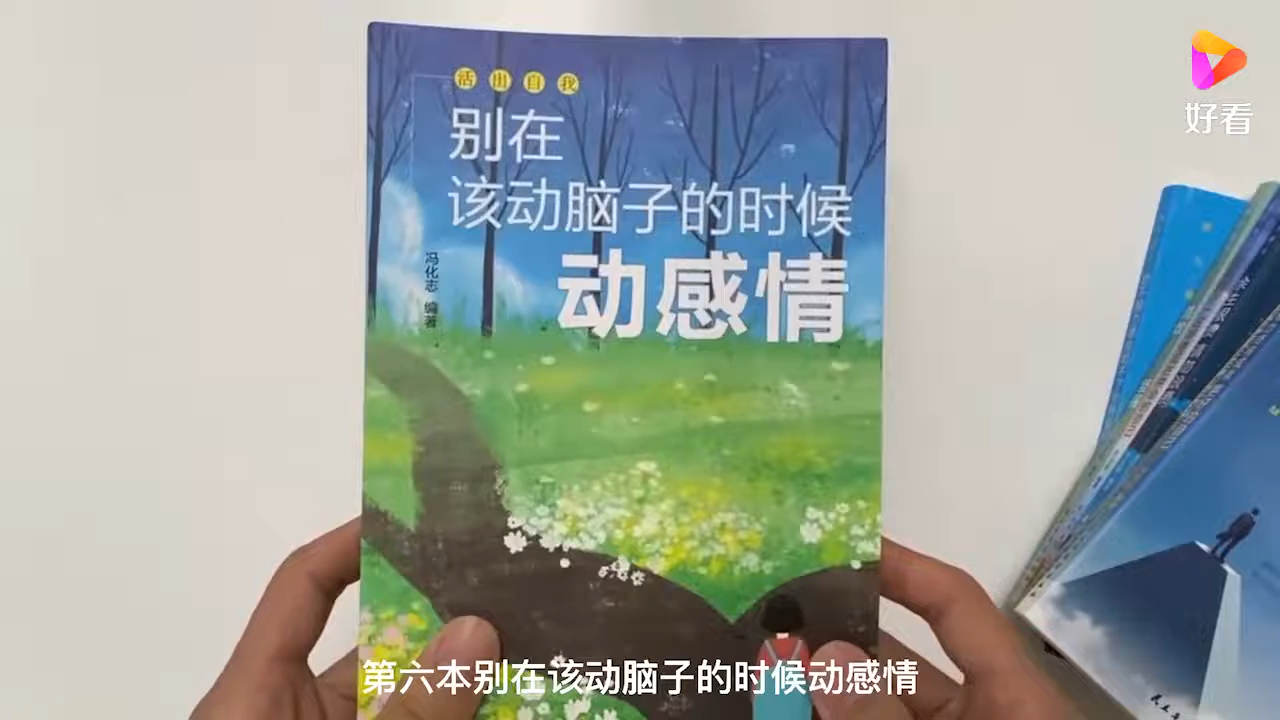 活出自我
别在
该动脑子的时候
动感情
冯化志 编著
好看
第六本别在该动脑子的时候动感情